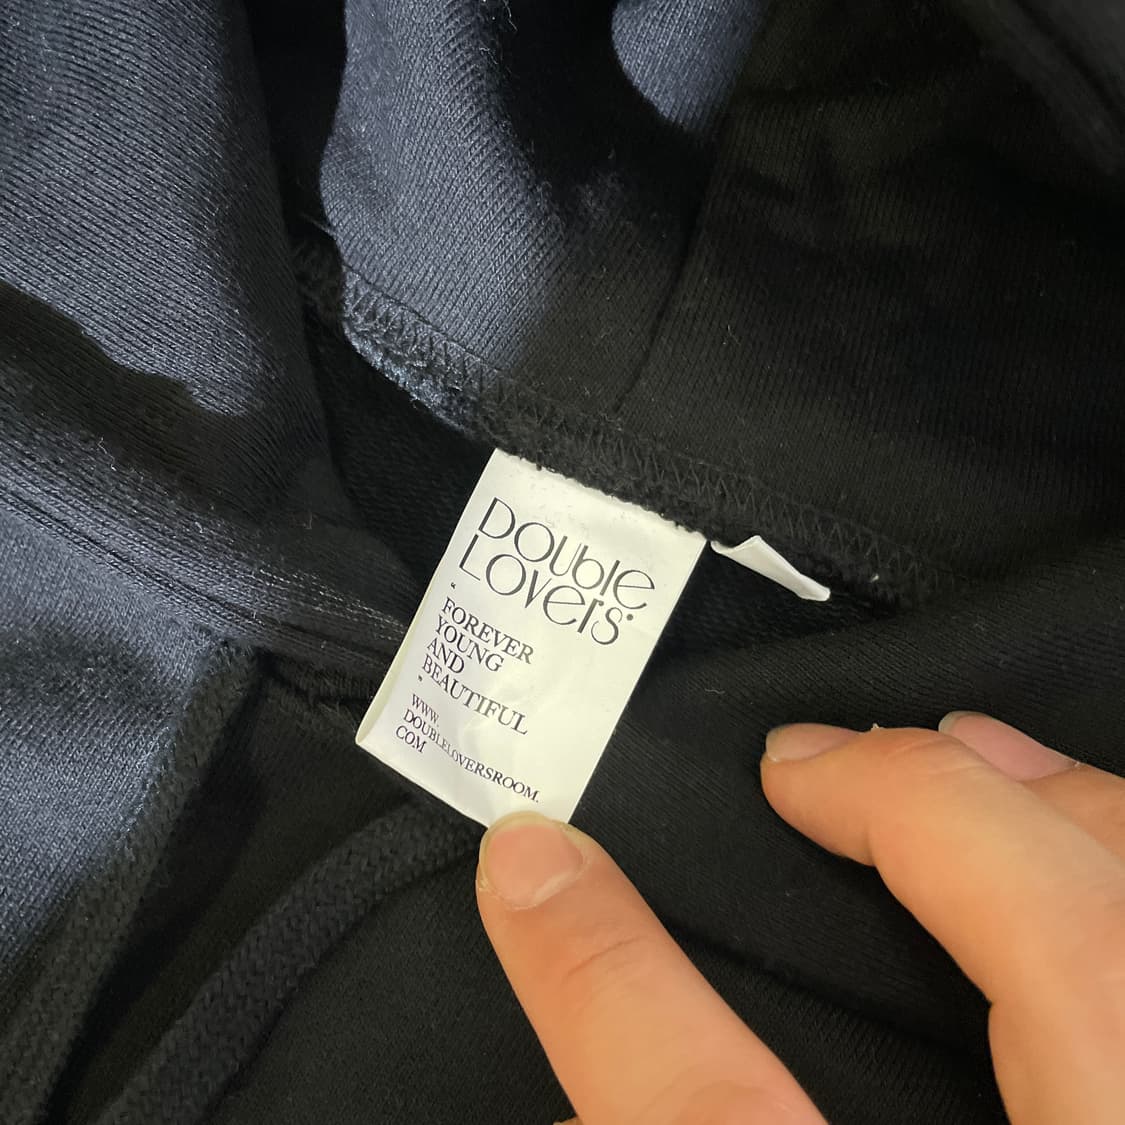 DOUbLE
LOVerS
“
FOREVER
YOUNG
AND
BEAUTIFUL
”
WWW.
DOUBLELOVERSROOM.
COM